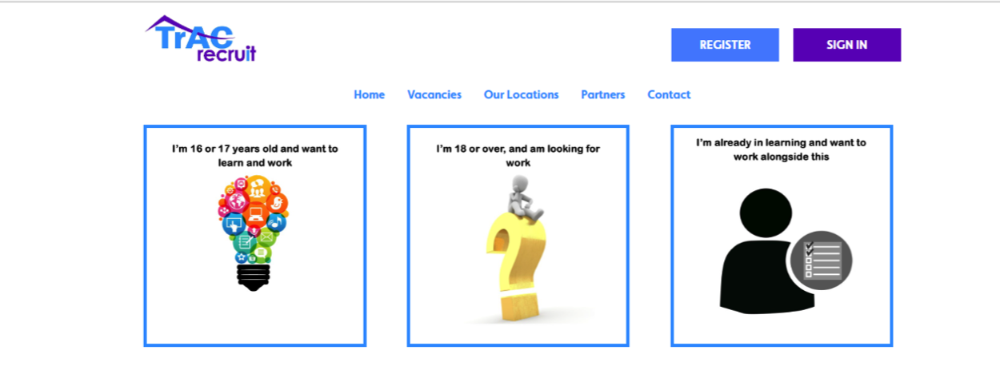 TrAC
recruit
REGISTER
SIGN IN
Home
Vacancies
Our Locations
Partners
Contact
I'm 16 or 17 years old and want to
learn and work
I'm 18 or over, and am looking for
work
I'm already in learning and want to
work alongside this